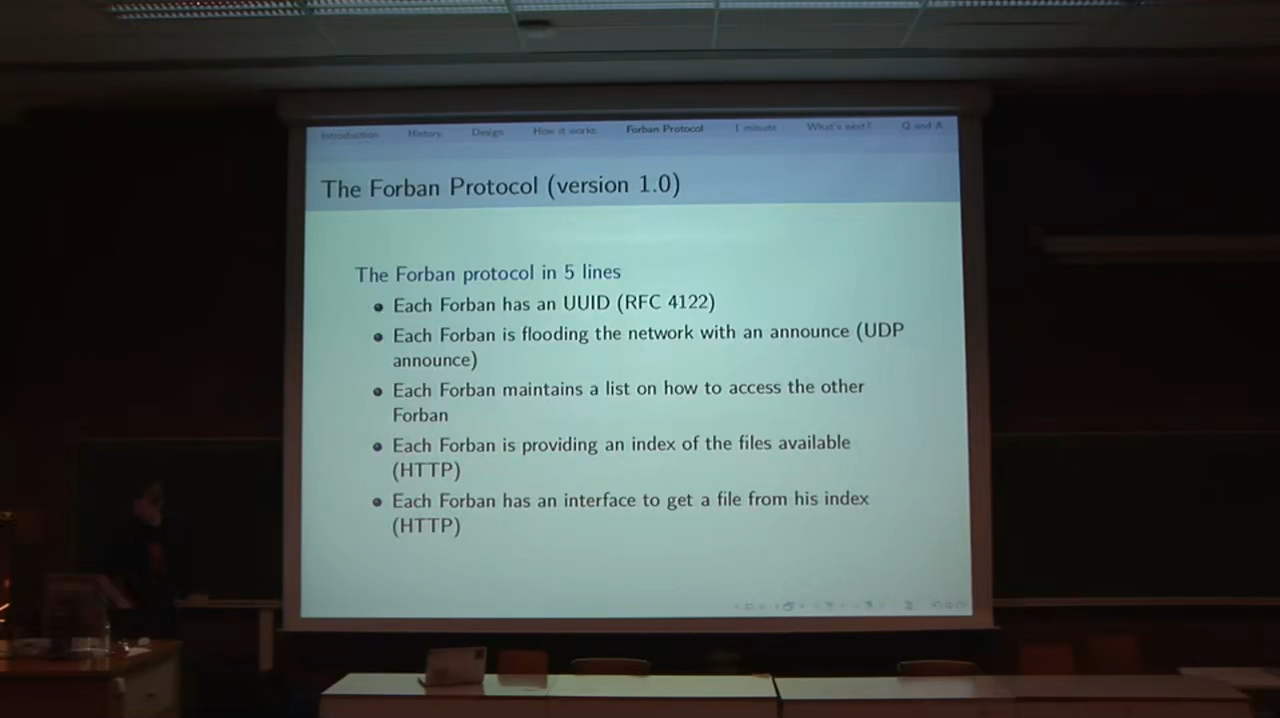 Introduction History Design How it works Forban Protocol 1 minute What's next? Q and A
The Forban Protocol (version 1.0)
The Forban protocol in 5 lines
Each Forban has an UUID (RFC 4122)
Each Forban is flooding the network with an announce (UDP
announce)
Each Forban maintains a list on how to access the other
Forban
Each Forban is providing an index of the files available
(HTTP)
Each Forban has an interface to get a file from his index
(HTTP)